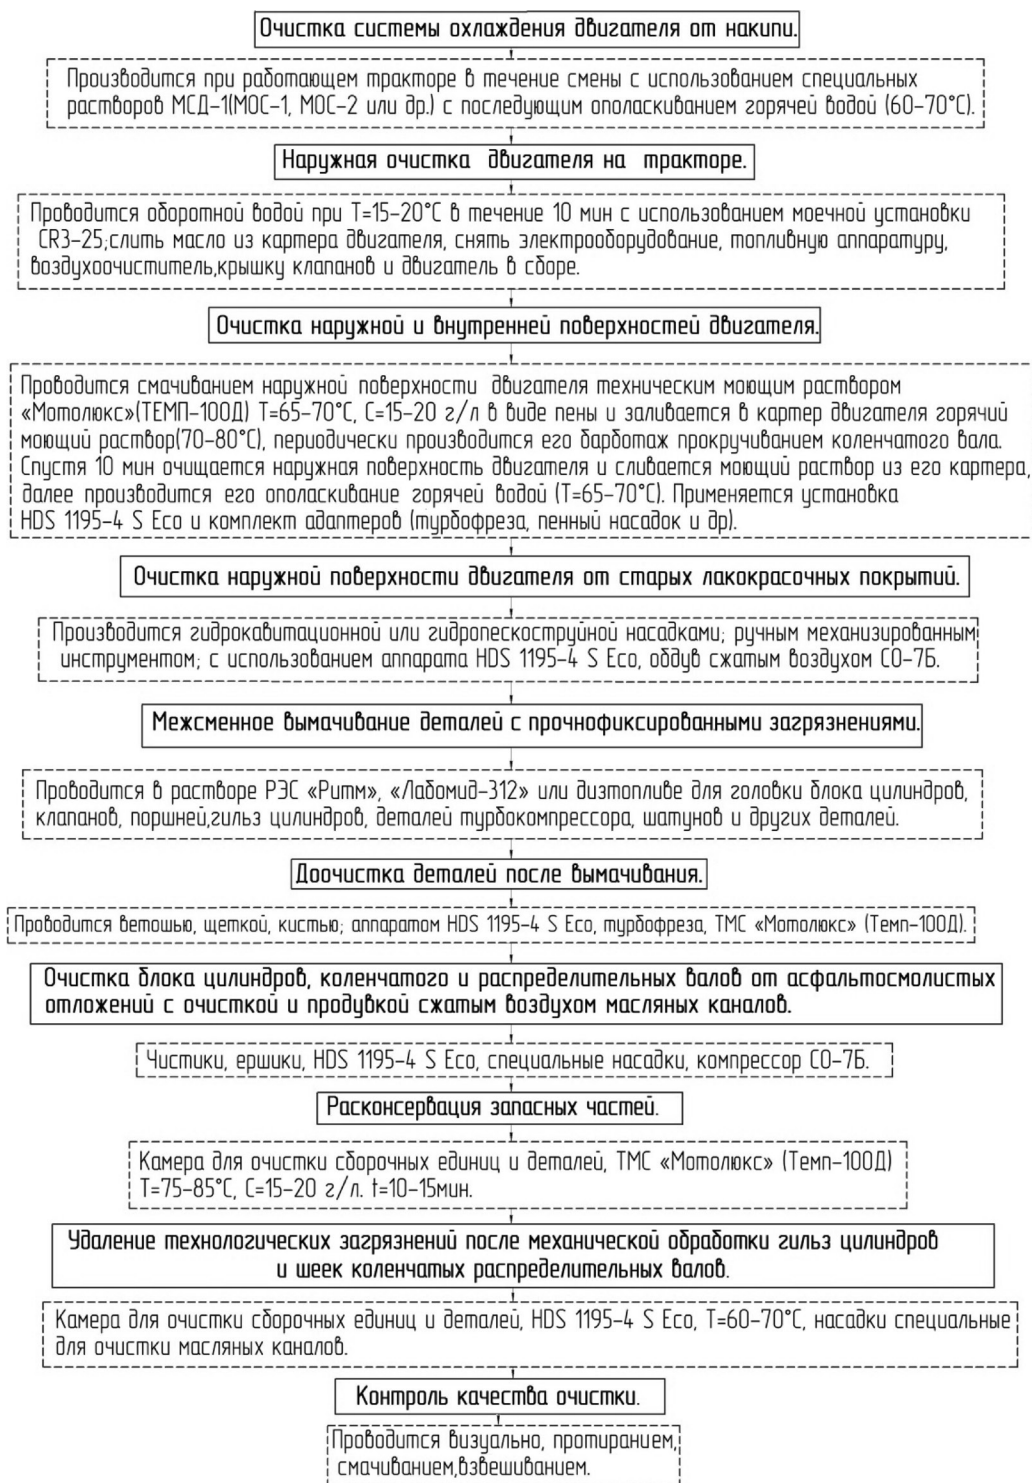 Очистка системы охлаждения двигателя от накипи.
Производится при работающем тракторе в течение смены с использованием специальных
растворов МСД-1(МОС-1, МОС-2 или др.) с последующим ополаскиванием горячей водой (60-70°С).
Наружная очистка двигателя на трактore.
Проводится оборотной водой при Т=15-20°С в течение 10 мин с использованием моечной установки
CR3-25;слить масло из картера двигателя, снять электрооборудование, топливную аппаратуру,
воздухоочиститель,крышку клапанов и двигатель в сборе.
Очистка наружной и внутренней поверхностей двигателя.
Проводится смачиванием наружной поверхности двигателя техническим моющим раствором
«Мотолюкс»(ТЕМП-100Д) Т=65-70°С, С=15-20 г/л в виде пены и заливается в картер двигателя горячий
моющий раствор(70-80°С), периодически производится его барботаж прокручиванием коленчатого вала.
Спустя 10 мин очищается наружная поверхность двигателя и сливается моющий раствор из его картера,
далее производится его ополаскивание горячей водой (Т=65-70°С). Применяется установка
HDS 1195-4 S Eco и комплект адаптеров (турбофреза, пенный насадок и др).
Очистка наружной поверхности двигателя от старых лакокрасочных покрытий.
Производится гидрокавитационной или гидропескоструйной насадками; ручным механизированным
инструментом; с использованием аппарата HDS 1195-4 S Eco, обдув сжатым воздухом СО-7Б.
Межсменное вымачивание деталей с прочнофиксированными загрязнениями.
Проводится в растворе РЭС «Ритм», «Лабомид-312» или дизтопливе для головки блока цилиндров,
клапанов, поршней,гильз цилиндров, деталей турбокомпрессора, шатунов и других деталей.
Доочистка деталей после вымачивания.
Проводится ветошью, щеткой, кистью; аппаратом HDS 1195-4 S Eco, турбофреза, ТМС «Мотолюкс» (Темп-100Д).
Очистка блока цилиндров, коленчатого и распределительных валов от асфальтосмолистых
отложений с очисткой и продувкой сжатым воздухом масляных каналов.
Чистики, ершики, HDS 1195-4 S Eco, специальные насадки, компрессор СО-7Б.
Расконсервация запасных частей.
Камера для очистки сборочных единиц и деталей, ТМС «Мотолюкс» (Темп-100Д)
Т=75-85°С, С=15-20 г/л. t=10-15мин.
Удаление технологических загрязнений после механической обработки гильз цилиндров
и шеек коленчатых распределительных валов.
Камера для очистки сборочных единиц и деталей, HDS 1195-4 S Eco, Т=60-70°С, насадки специальные
для очистки масляных каналов.
Контроль качества очистки.
Проводится визуально, протиранием,
смачиванием,взвешиванием.